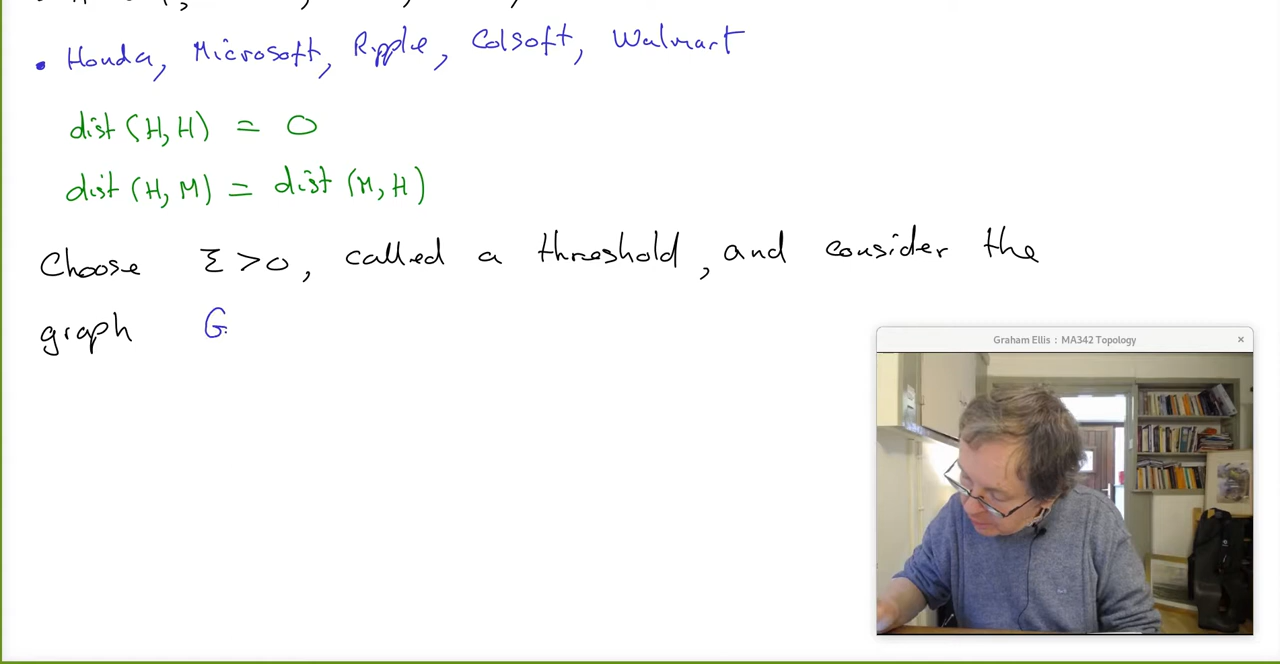 • Honda, Microsoft, Ripple, Colsoft, Walmart
dist (H, H) = 0
dist (H, M) = dist (M, H)
Choose Σ > 0, called a threshold, and consider the
graph G
Graham Ellis : MA342 Topology ×